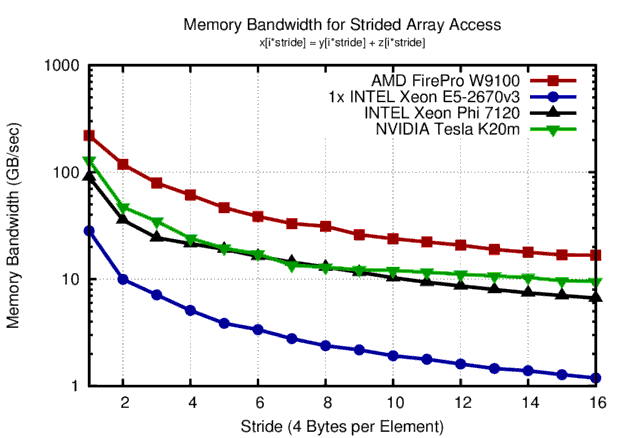 Memory Bandwidth for Strided Array Access
x[i*stride] = y[i*stride] + z[i*stride]
1000
100
10
1
Memory Bandwidth (GB/sec)
AMD FirePro W9100
1x INTEL Xeon E5-2670v3
INTEL Xeon Phi 7120
NVIDIA Tesla K20m
2 4 6 8 10 12 14 16
Stride (4 Bytes per Element)